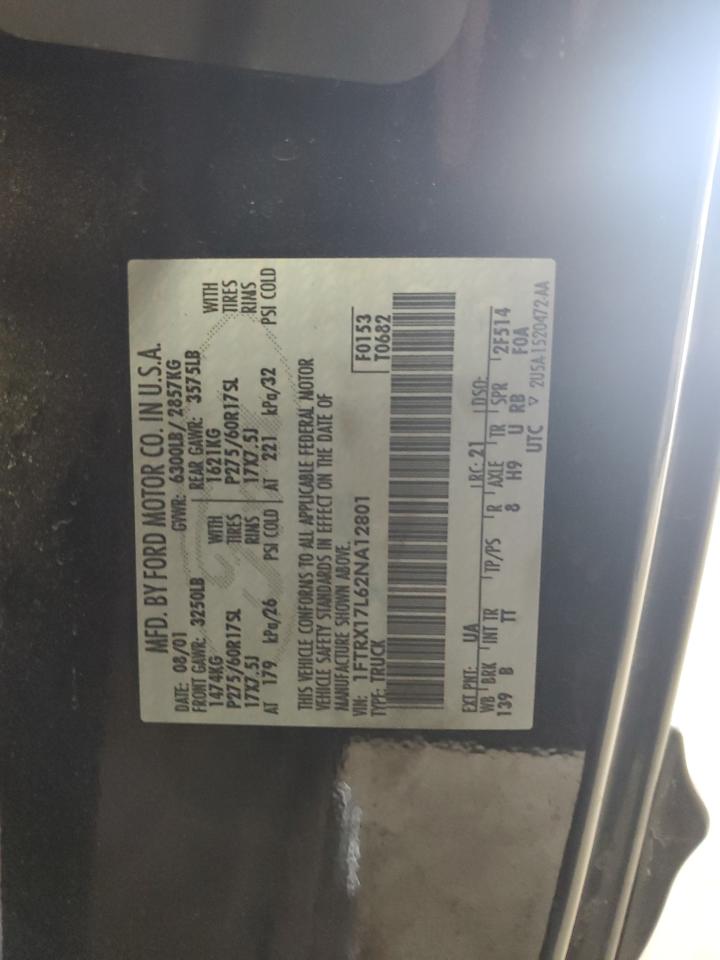 MFD. BY FORD MOTOR CO. IN U.S.A.
DATE: 08/01 GVWR: 6300LB/ 2857KG
FRONT GAWR: 3250LB REAR GAWR: 3575LB
1474KG WITH 1621KG WITH
P275/60R17SL TIRES P275/60R17SL TIRES
17X7.5J RIMS 17X7.5J RIMS
AT 179 kPa/26 PSI COLD AT 221 kPa/32 PSI COLD
THIS VEHICLE CONFORMS TO ALL APPLICABLE FEDERAL MOTOR
VEHICLE SAFETY STANDARDS IN EFFECT ON THE DATE OF
MANUFACTURE SHOWN ABOVE.
VIN: 1FTRX17L62NA12801 F0153
TYPE: TRUCK T0682
EXT PNT: UA RC: 21 DSO:
WB BRK INT TR TP/PS R AXLE TR SPR 2F514
139 B TT 8 H9 U RB F0A
UTC ▽ 2U5A-1520472-AA